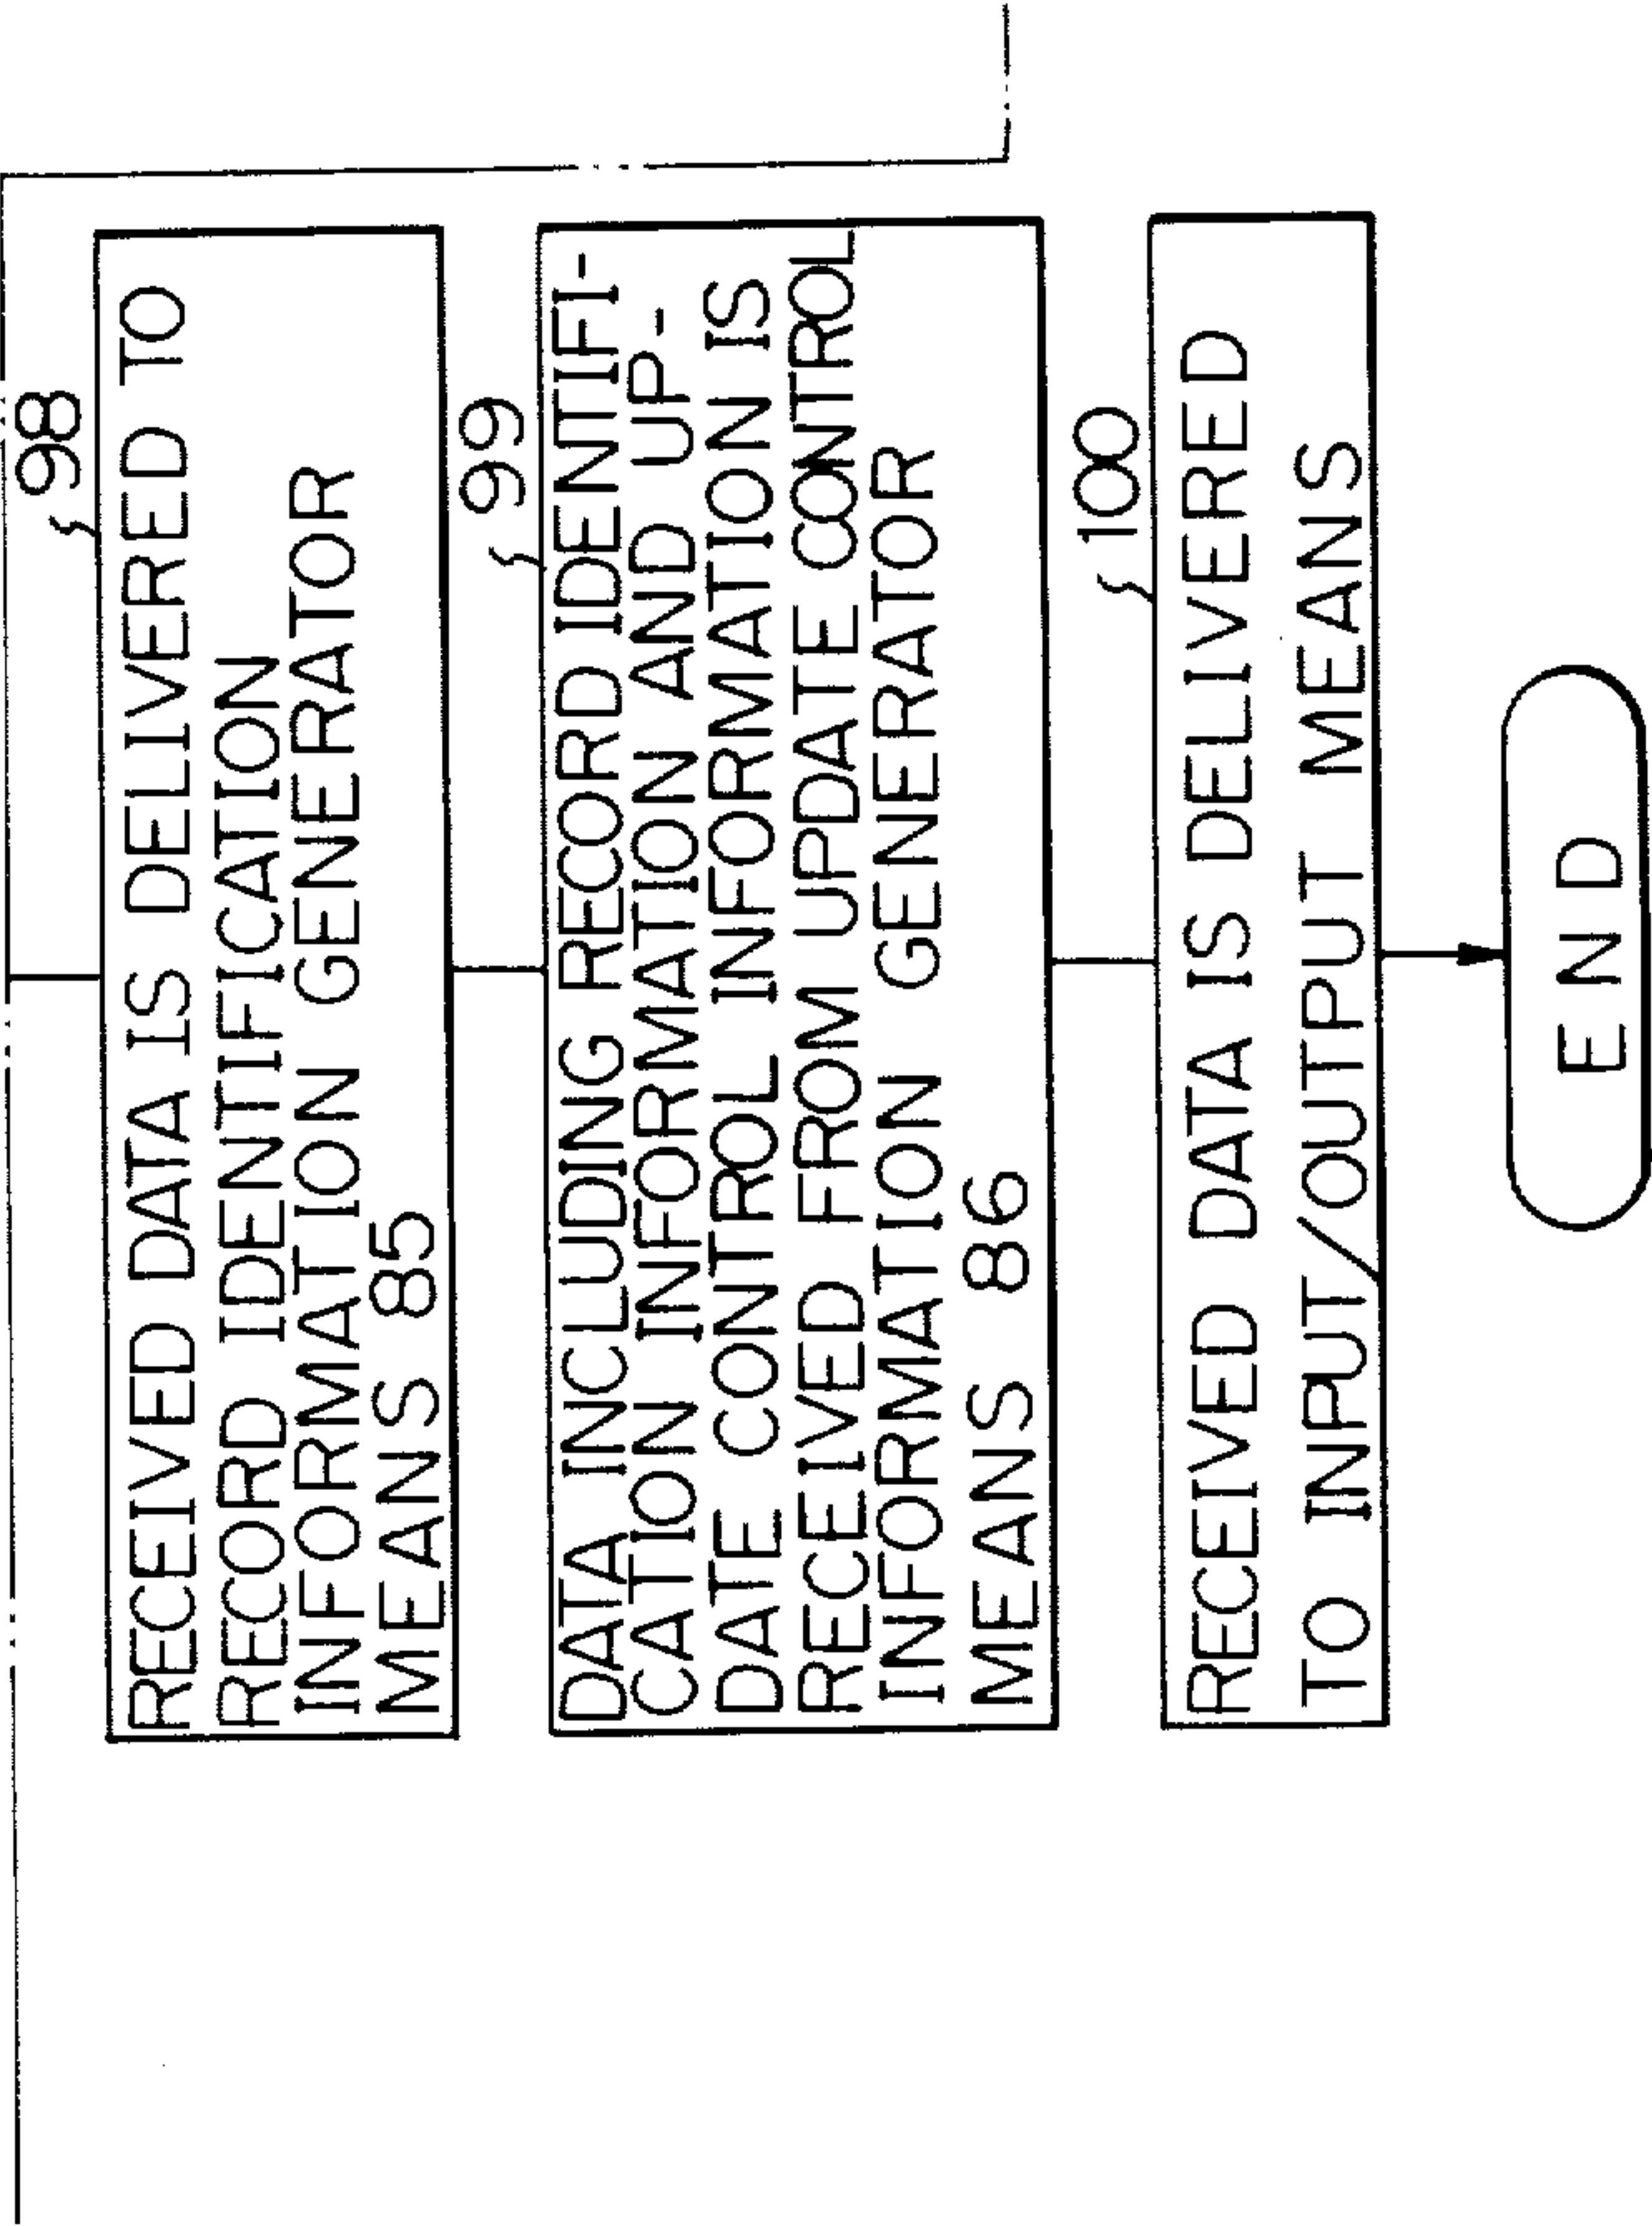 98
RECEIVED DATA IS DELIVERED TO
RECORD IDENTIFICATION
INFORMATION GENERATOR
MEANS 85
99
DATA INCLUDING RECORD IDENTIFI-
CATION INFORMATION AND UP-
DATE CONTROL INFORMATION IS
RECEIVED FROM UPDATE CONTROL
INFORMATION GENERATOR
MEANS 86
100
RECEIVED DATA IS DELIVERED
TO INPUT/OUTPUT MEANS
END